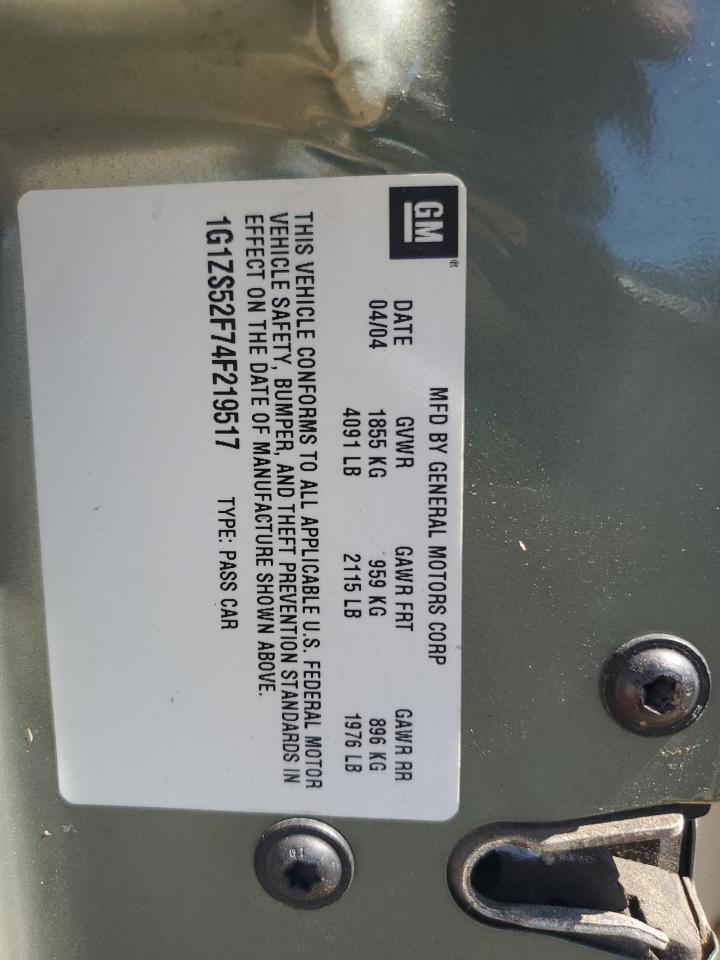 GM®
MFD BY GENERAL MOTORS CORP
DATE GVWR GAWR FRT GAWR RR
04/04 1855 KG 959 KG 896 KG
4091 LB 2115 LB 1976 LB
THIS VEHICLE CONFORMS TO ALL APPLICABLE U.S. FEDERAL MOTOR
VEHICLE SAFETY, BUMPER, AND THEFT PREVENTION STANDARDS IN
EFFECT ON THE DATE OF MANUFACTURE SHOWN ABOVE.
1G1ZS52F74F219517 TYPE: PASS CAR